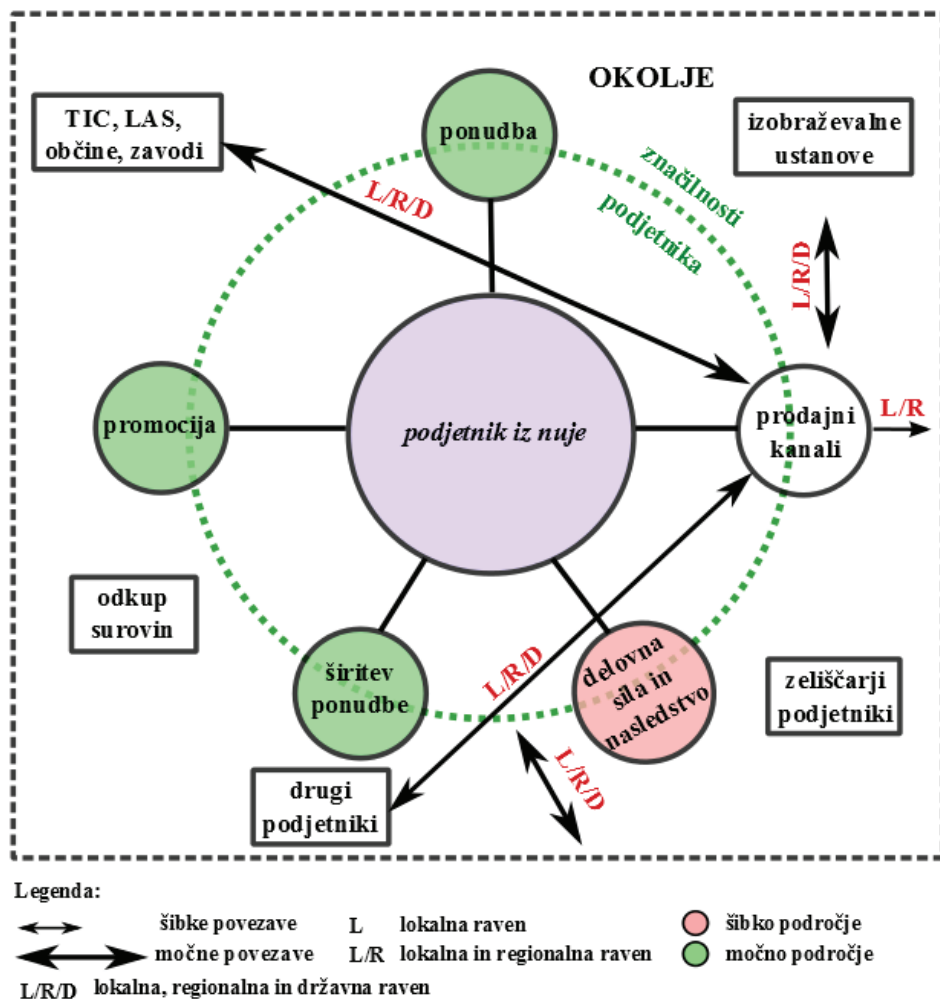 OKOLJE
TIC, LAS,
občine, zavodi
ponudba
izobraževalne
ustanove
značilnosti
podjetnika
L/R/D
L/R/D
promocija
podjetnik iz nuje
prodajni
kanali
L/R
odkup
surovin
širitev
ponudbe
L/R/D
delovna
sila in
nasledstvo
zeliščarji
podjetniki
drugi
podjetniki
L/R/D
Legenda:
šibke povezave L lokalna raven šibko področje
močne povezave L/R lokalna in regionalna raven močno področje
L/R/D lokalna, regionalna in državna raven